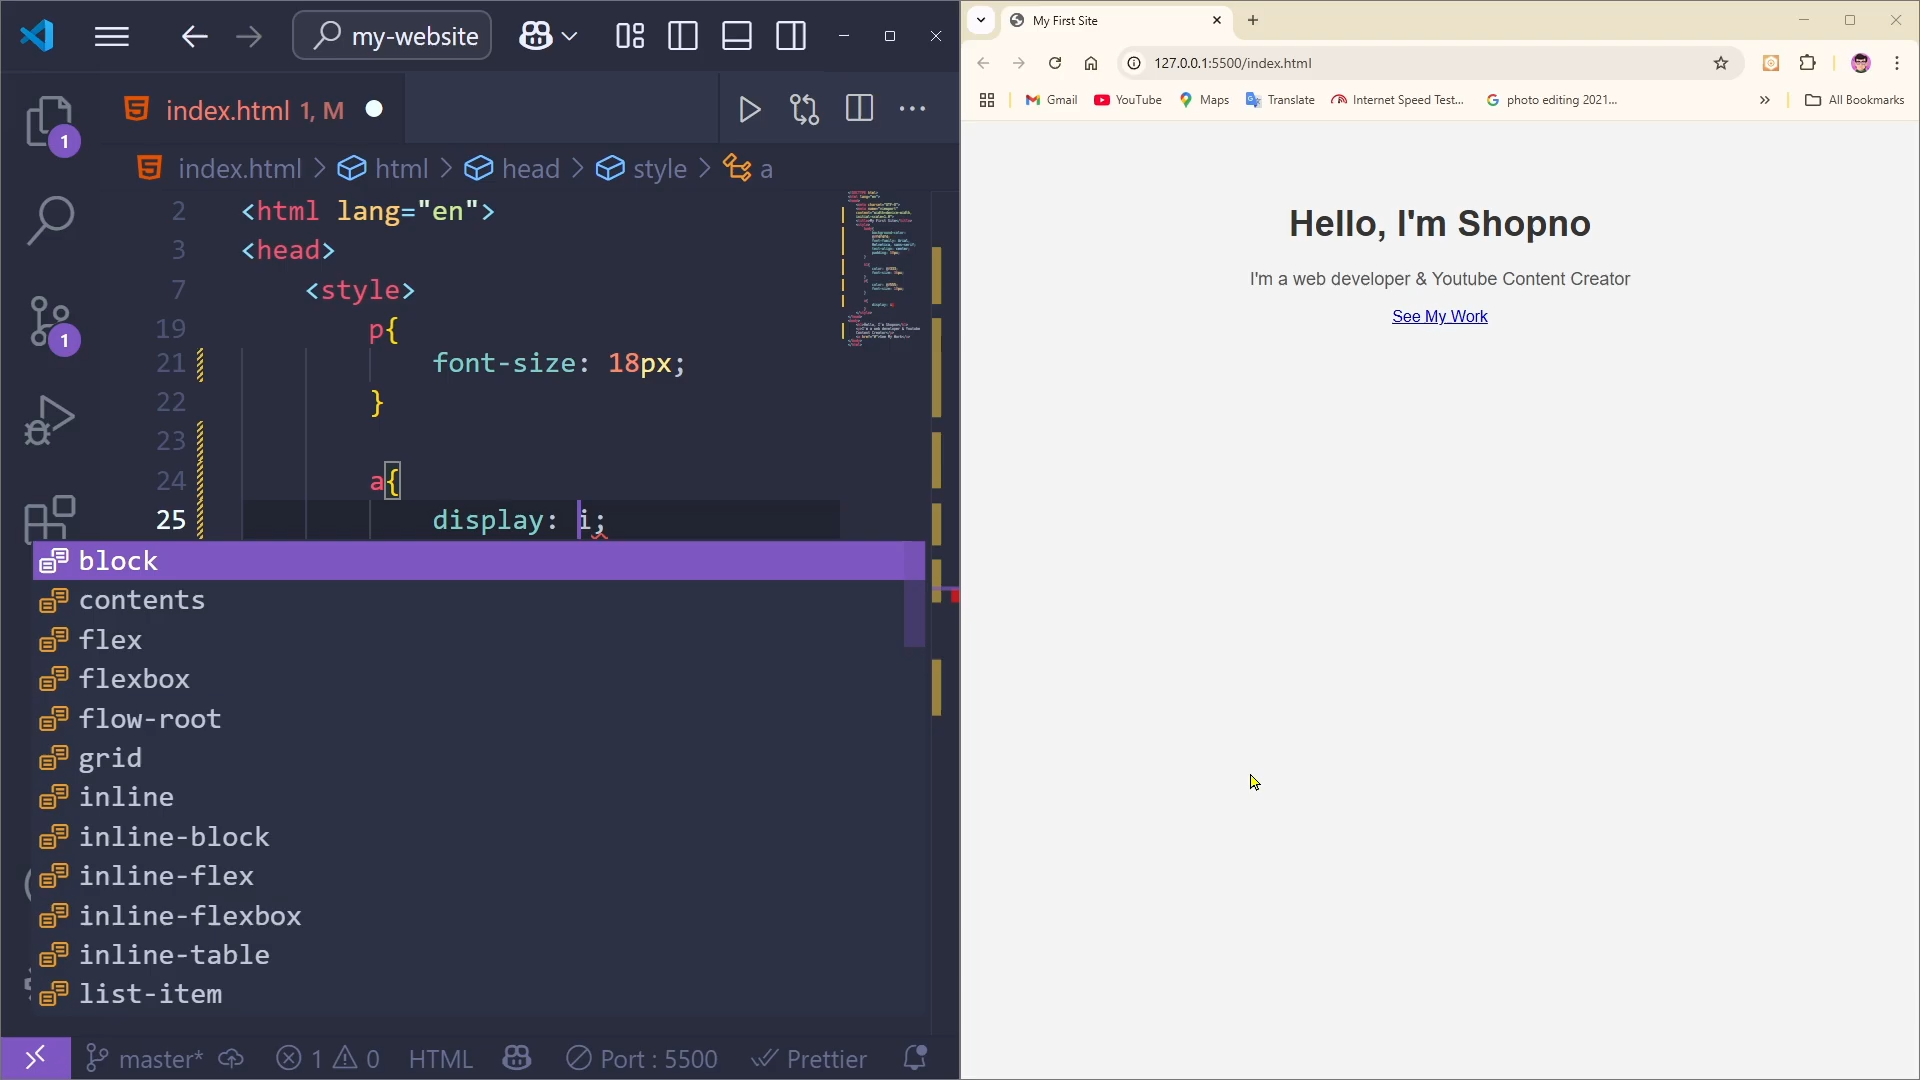 my-website
index.html 1, M
index.html > html > head > style > a
2 <html lang="en">
3 <head>
7 <style>
19 p{
21 font-size: 18px;
22 }
23
24 a{
25 display: i;
block
contents
flex
flexbox
flow-root
grid
inline
inline-block
inline-flex
inline-flexbox
inline-table
list-item
1
1
master* 1 0 HTML Port : 5500 Prettier
My First Site
127.0.0.1:5500/index.html
Gmail YouTube Maps Translate Internet Speed Test... photo editing 2021... » All Bookmarks
Hello, I'm Shopno
I'm a web developer & Youtube Content Creator
See My Work